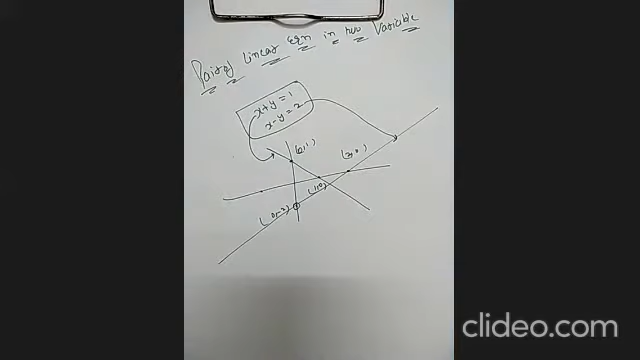 Pair of linear Eqn in two Variable
x+y=1
x-y=2
(0,1)
(2,0)
(1,0)
(0,-2)
clideo.com